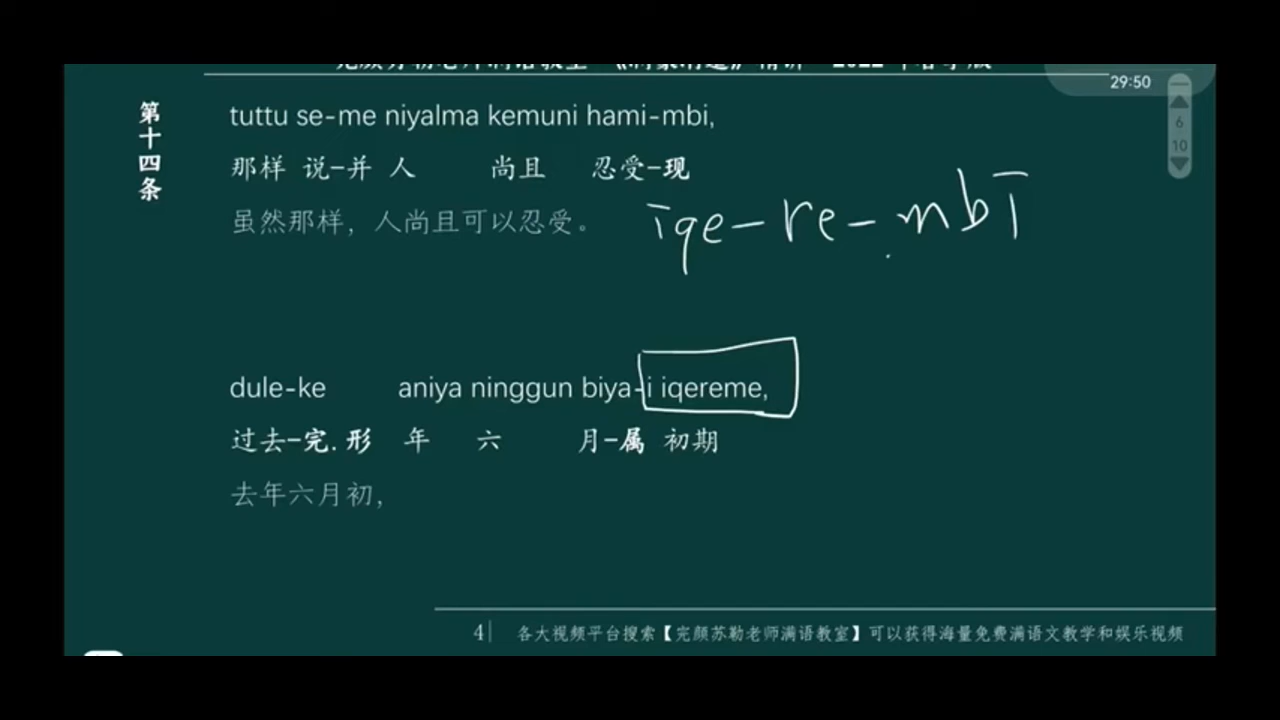 29:50
第十四条
tuttu se-me niyalma kemuni hami-mbi,
那样 说-并 人 尚且 忍受-现
虽然那样，人尚且可以忍受。
iqe-re-mbi
6
10
dule-ke aniya ninggun biya-i iqereme,
过去-完.形 年 六 月-属 初期
去年六月初，
4| 各大视频平台搜索【完颜苏勒老师满语教室】可以获得海量免费满语文教学和娱乐视频